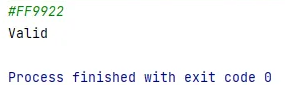 #FF9922
Valid
Process finished with exit code 0